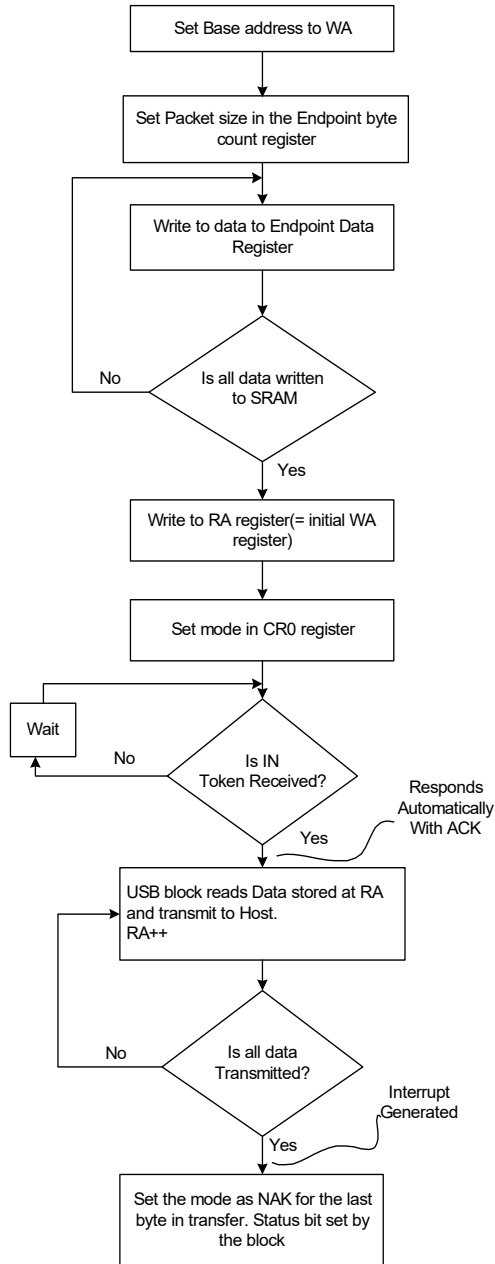 Set Base address to WA
Set Packet size in the Endpoint byte
count register
Write to data to Endpoint Data
Register
No
Is all data written
to SRAM
Yes
Write to RA register(= initial WA
register)
Set mode in CR0 register
Wait
No
Is IN
Token Received?
Responds
Automatically
With ACK
Yes
USB block reads Data stored at RA
and transmit to Host.
RA++
No
Is all data
Transmitted?
Interrupt
Generated
Yes
Set the mode as NAK for the last
byte in transfer. Status bit set by
the block